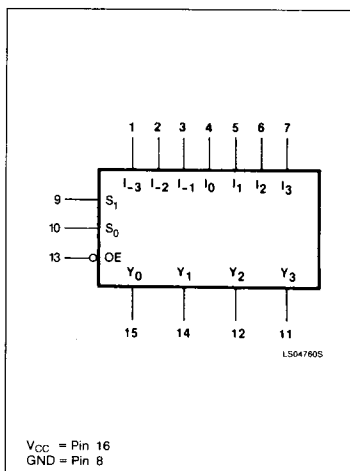 1 2 3 4 5 6 7
I₋₃ I₋₂ I₋₁ I₀ I₁ I₂ I₃
9 S₁
10 S₀
13 OE
Y₀ Y₁ Y₂ Y₃
15 14 12 11
LS04760S
V_CC = Pin 16
GND = Pin 8